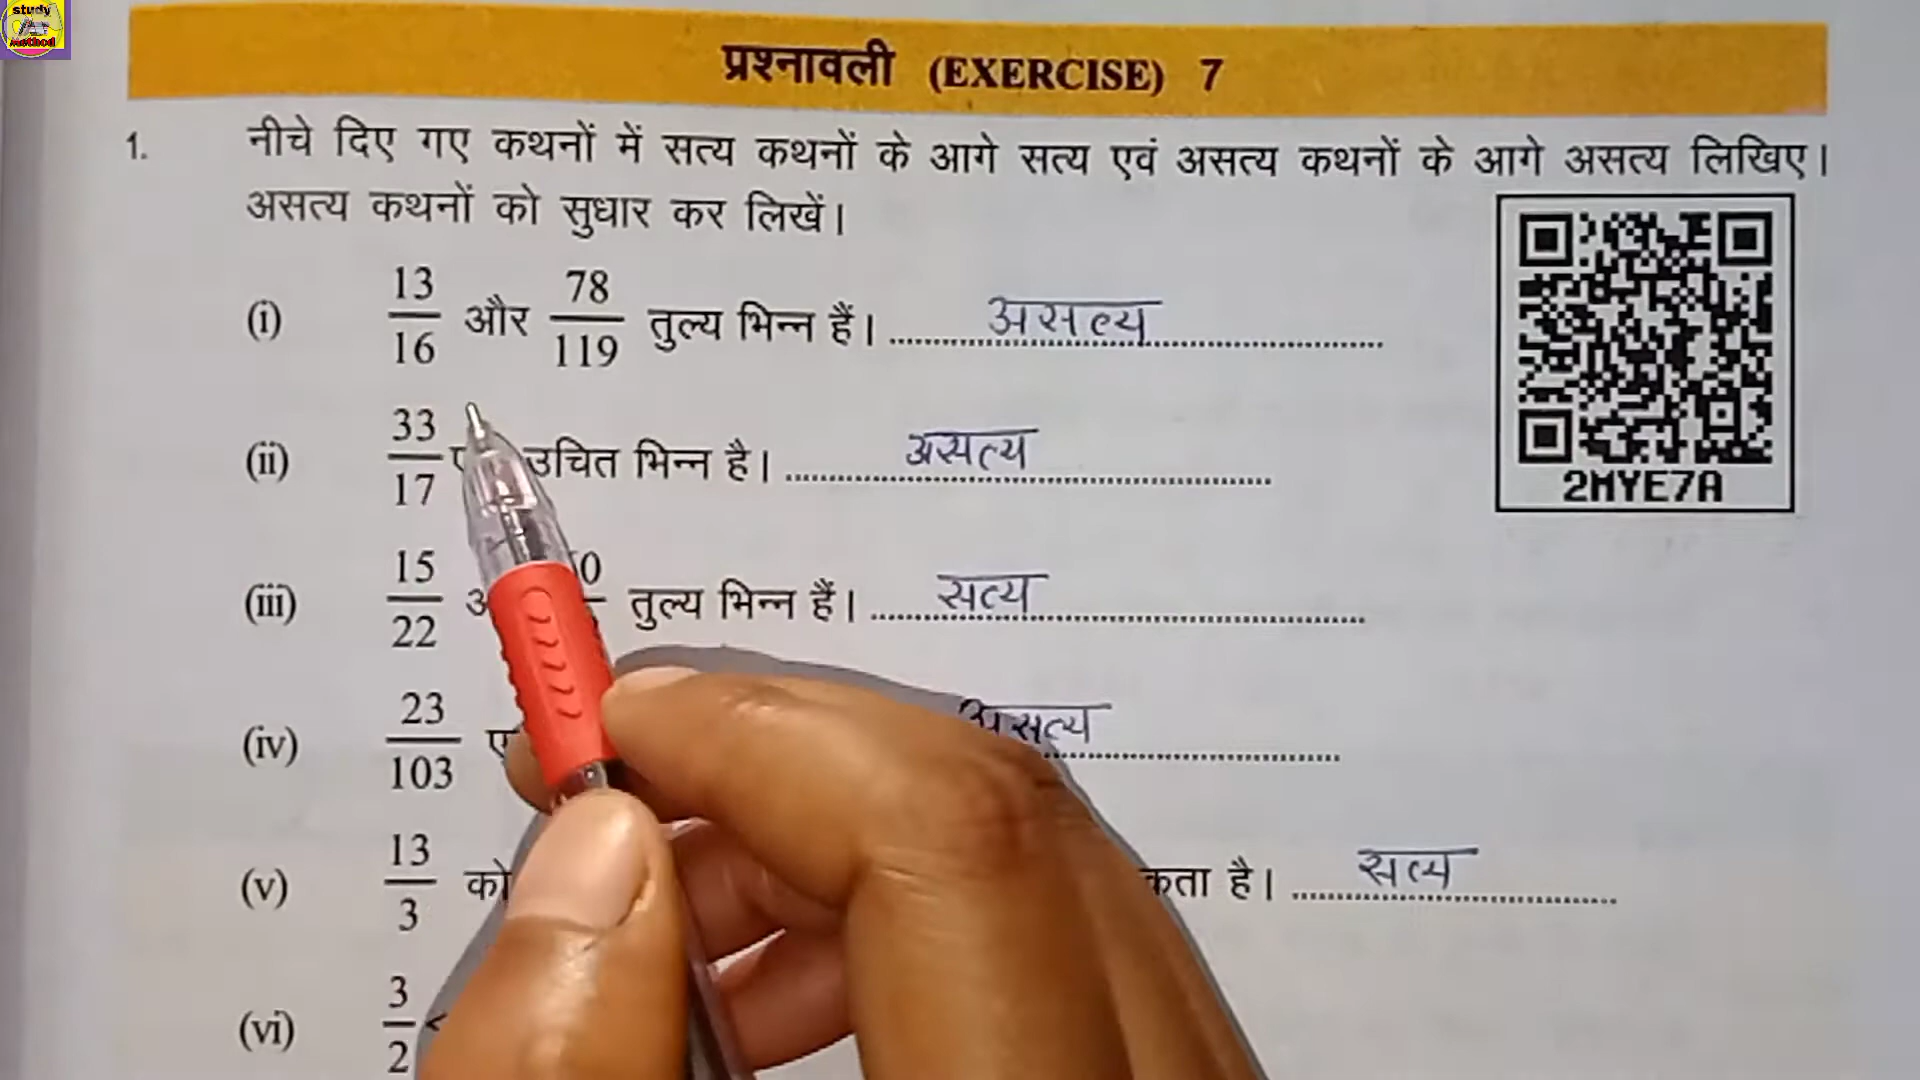 study
Method
प्रश्नावली (EXERCISE) 7
1. नीचे दिए गए कथनों में सत्य कथनों के आगे सत्य एवं असत्य कथनों के आगे असत्य लिखिए।
असत्य कथनों को सुधार कर लिखें।
(i) 13/16 और 78/119 तुल्य भिन्न हैं। असत्य
2MYE7A
(ii) 33/17 उचित भिन्न है। असत्य
(iii) 15/22 तुल्य भिन्न हैं। सत्य
(iv) 23/103 असत्य
(v) 13/3 को है। सत्य
(vi) 3/2 <